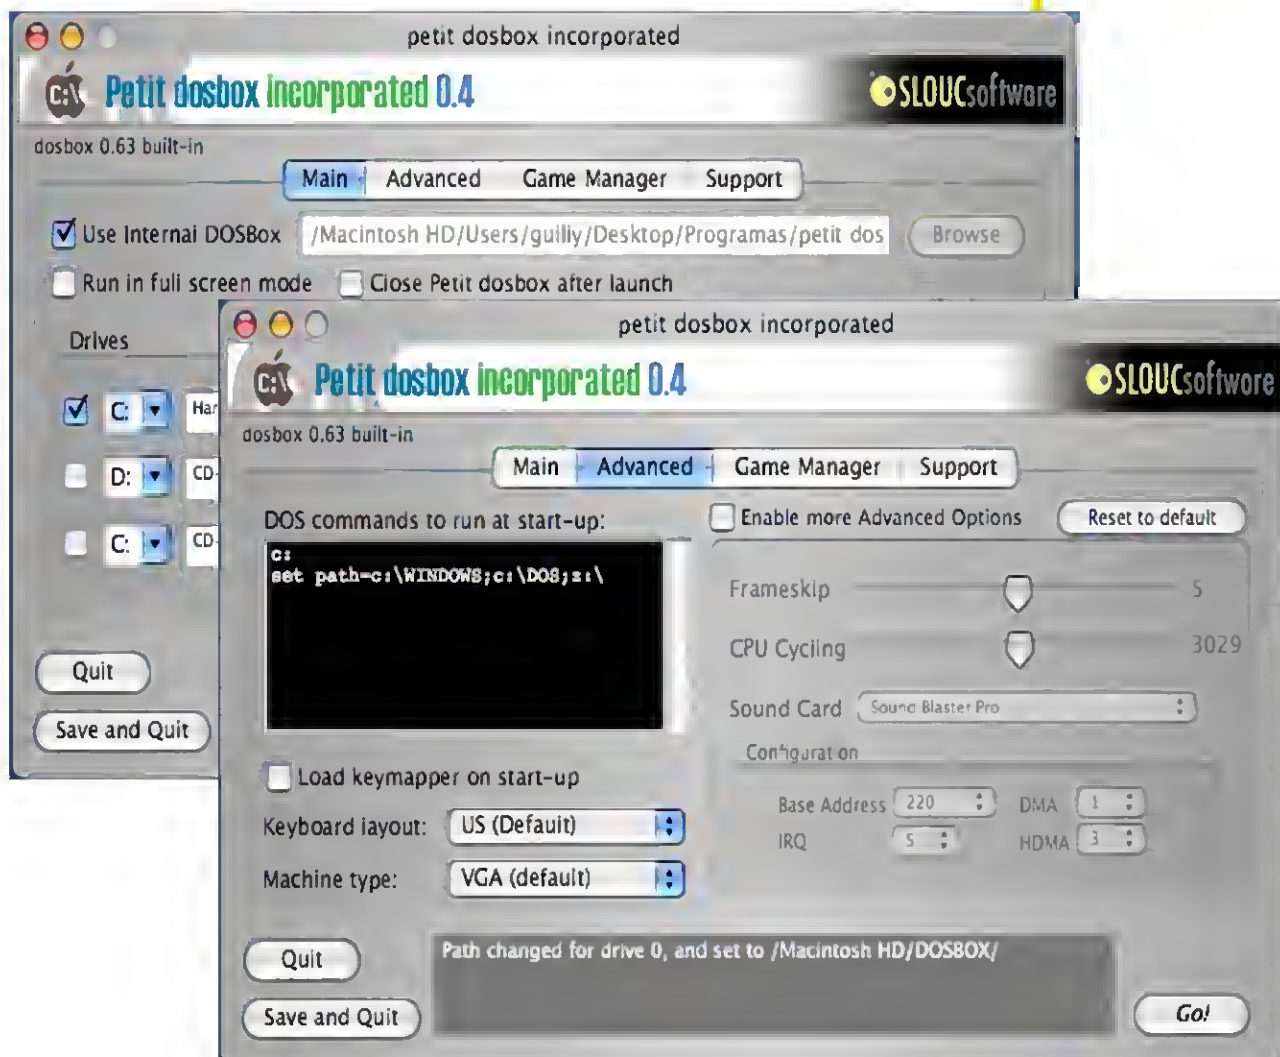 petit dosbox incorporated
C:\ Petit dosbox incorporated 0.4
SLOUCsoftware
dosbox 0.63 built-in
Main Advanced Game Manager Support
Use Internal DOSBox /Macintosh HD/Users/guilly/Desktop/Programas/petit dos Browse
Run in full screen mode Close Petit dosbox after launch
Drives
C: Har
D: CD-
C: CD-
Quit
Save and Quit
petit dosbox incorporated
C:\ Petit dosbox incorporated 0.4
SLOUCsoftware
dosbox 0.63 built-in
Main Advanced Game Manager Support
DOS commands to run at start-up:
c:
set path=c:\WINDOWS;c:\DOS;z:\
Load keymapper on start-up
Keyboard layout: US (Default)
Machine type: VGA (default)
Enable more Advanced Options Reset to default
Frameskip 5
CPU Cycling 3029
Sound Card Sound Blaster Pro
Configuration
Base Address 220 DMA 1
IRQ 5 HDMA 3
Quit
Save and Quit
Path changed for drive 0, and set to /Macintosh HD/DOSBOX/
Go!